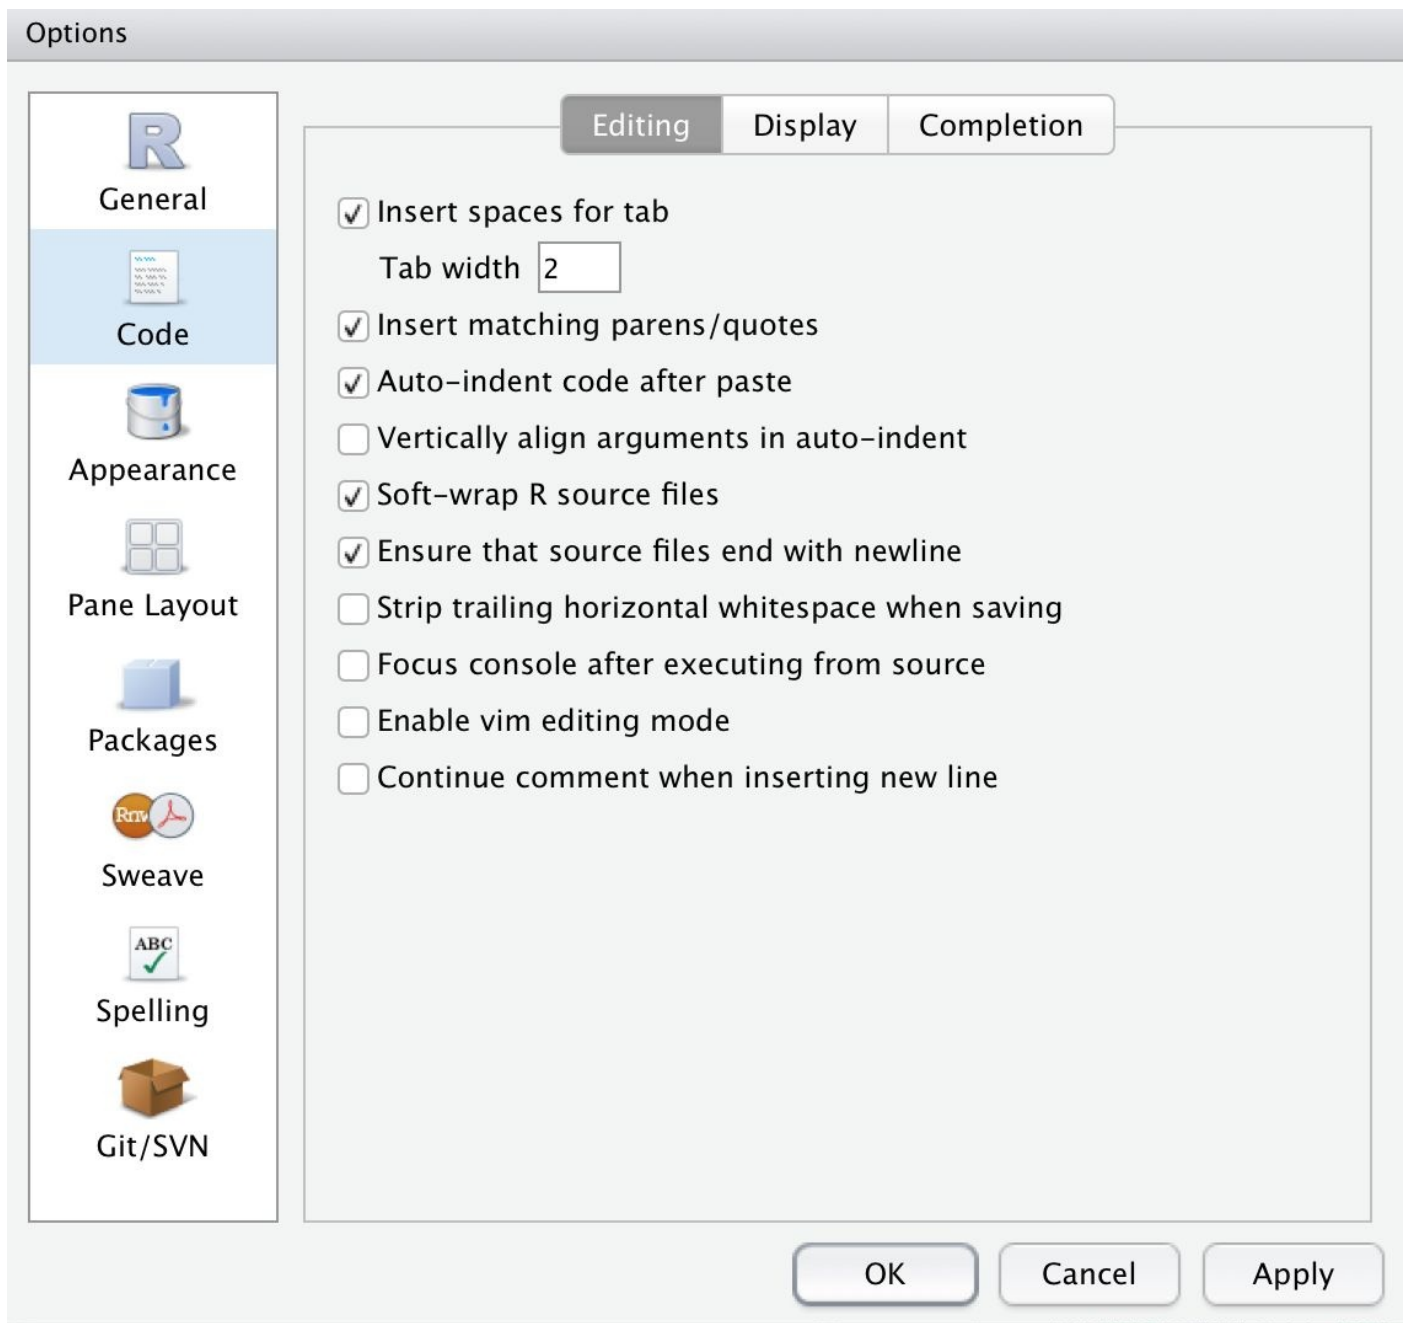 Options
General
Code
Appearance
Pane Layout
Packages
Rnw
Sweave
ABC
Spelling
Git/SVN
Editing Display Completion
Insert spaces for tab
Tab width 2
Insert matching parens/quotes
Auto-indent code after paste
Vertically align arguments in auto-indent
Soft-wrap R source files
Ensure that source files end with newline
Strip trailing horizontal whitespace when saving
Focus console after executing from source
Enable vim editing mode
Continue comment when inserting new line
OK Cancel Apply